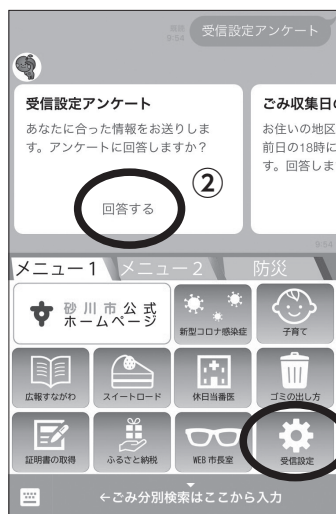 既読
9:54
受信設定アンケート
受信設定アンケート
あなたに合った情報をお送りしま
す。アンケートに回答しますか？
②
回答する
ごみ収集日の
お住いの地区
前日の18時に
す。回答しま
9:54
メニュー1
メニュー2
防災
砂川市公式
ホームページ
新型コロナ感染症
子育て
広報すながわ
スイートロード
休日当番医
ゴミの出し方
証明書の取得
ふるさと納税
WEB 市長室
受信設定
←ごみ分別検索はここから入力